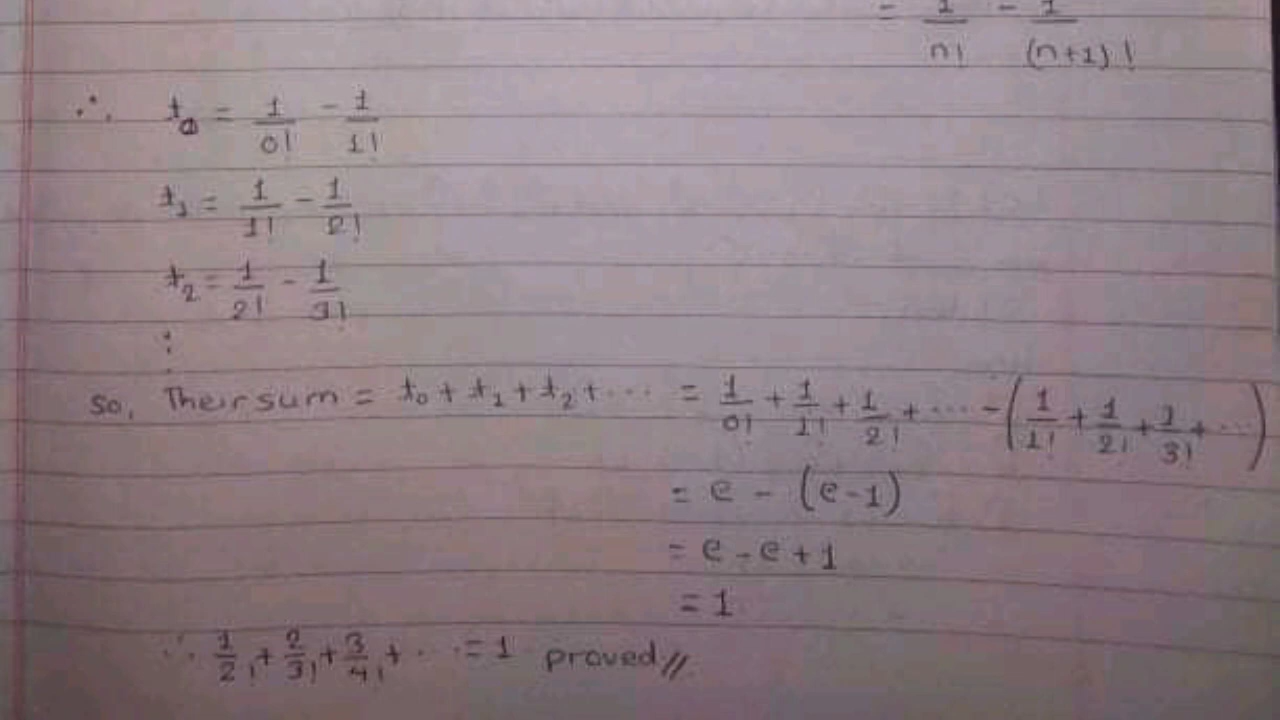 = 1/n! - 1/(n+1)!
∴ t₀ = 1/0! - 1/1!
t₁ = 1/1! - 1/2!
t₂ = 1/2! - 1/3!
⋮
So, Their sum = t₀ + t₁ + t₂ + ... = 1/0! + 1/1! + 1/2! + ... - (1/1! + 1/2! + 1/3! + ...)
= e - (e-1)
= e - e + 1
= 1
∴ 1/2! + 2/3! + 3/4! + ... = 1 proved//